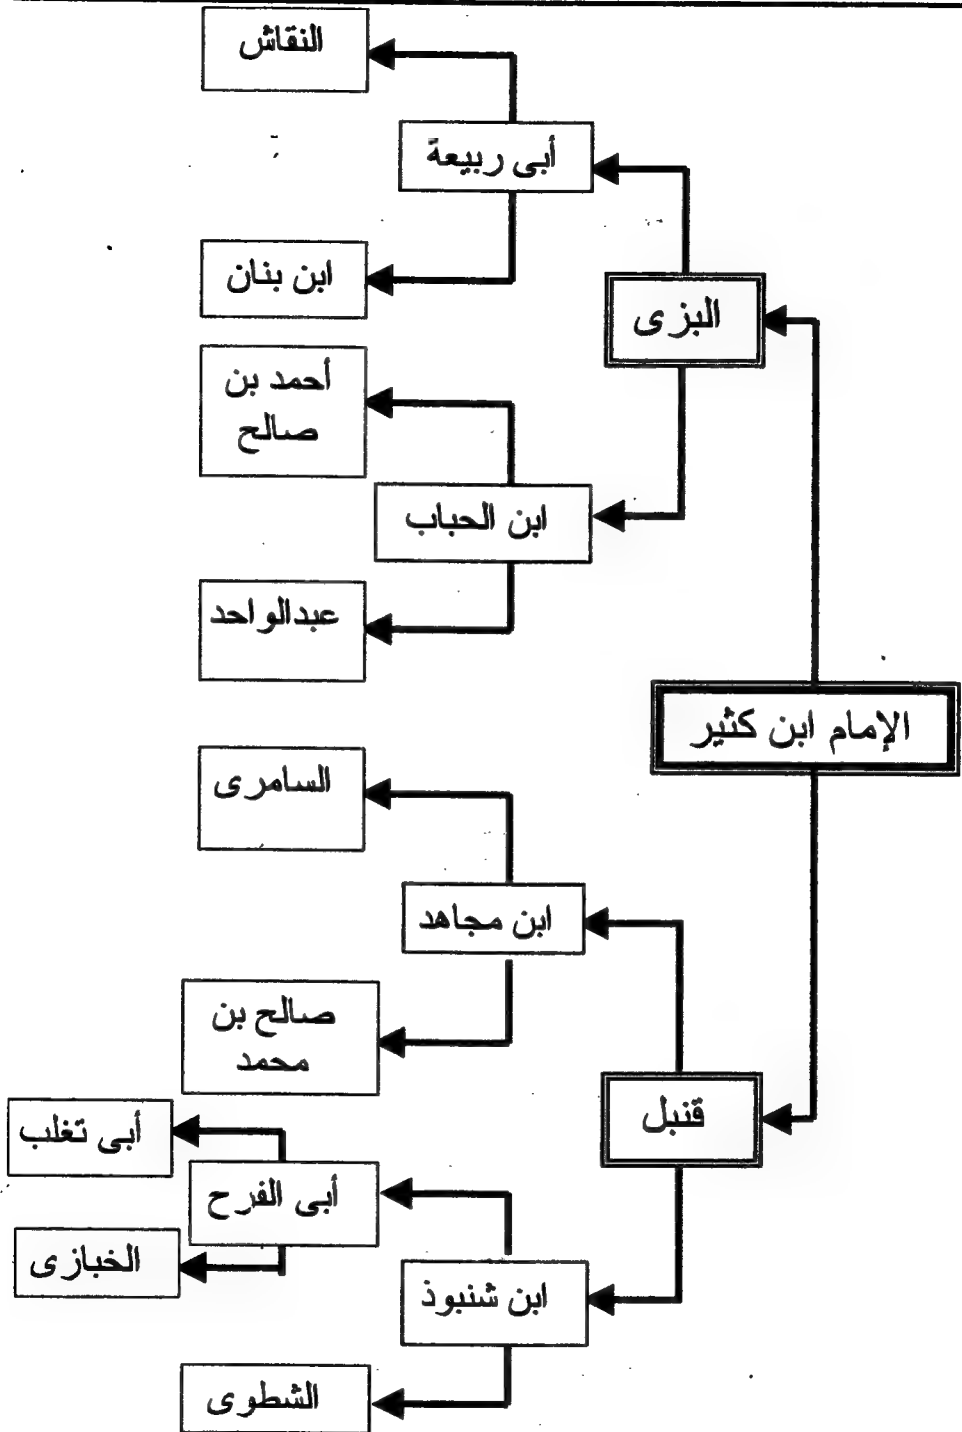 النقاش
أبى ربيعة
ابن بنان
البزى
أحمد بن
صالح
ابن الحباب
عبدالواحد
الإمام ابن كثير
السامرى
ابن مجاهد
صالح بن
محمد
قنبل
أبى تغلب
أبى الفرح
الخبازى
ابن شنبوذ
الشطوى